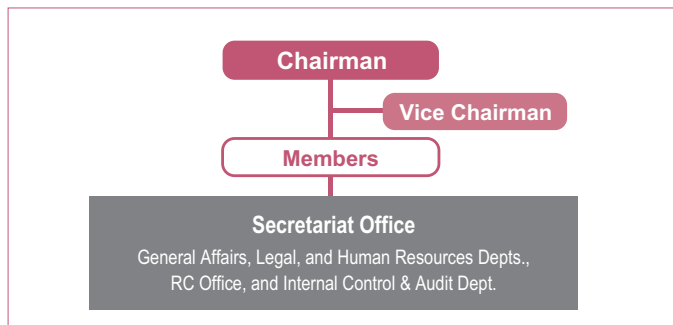 Chairman
Vice Chairman
Members
Secretariat Office
General Affairs, Legal, and Human Resources Depts.,
RC Office, and Internal Control & Audit Dept.